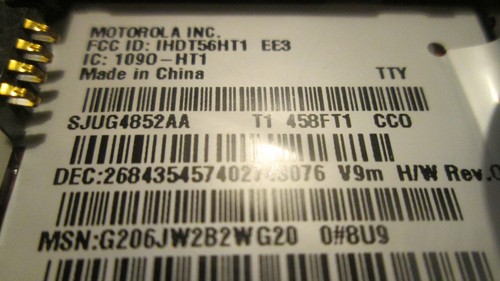 MOTOROLA INC.
FCC ID: IHDT56HT1 EE3
IC: 1090-HT1
Made in China TTY
SJUG4852AA T1 458FT1 CCO
V9m H/W Rev.
MSN:G206JW2B2WG20 0#8U9